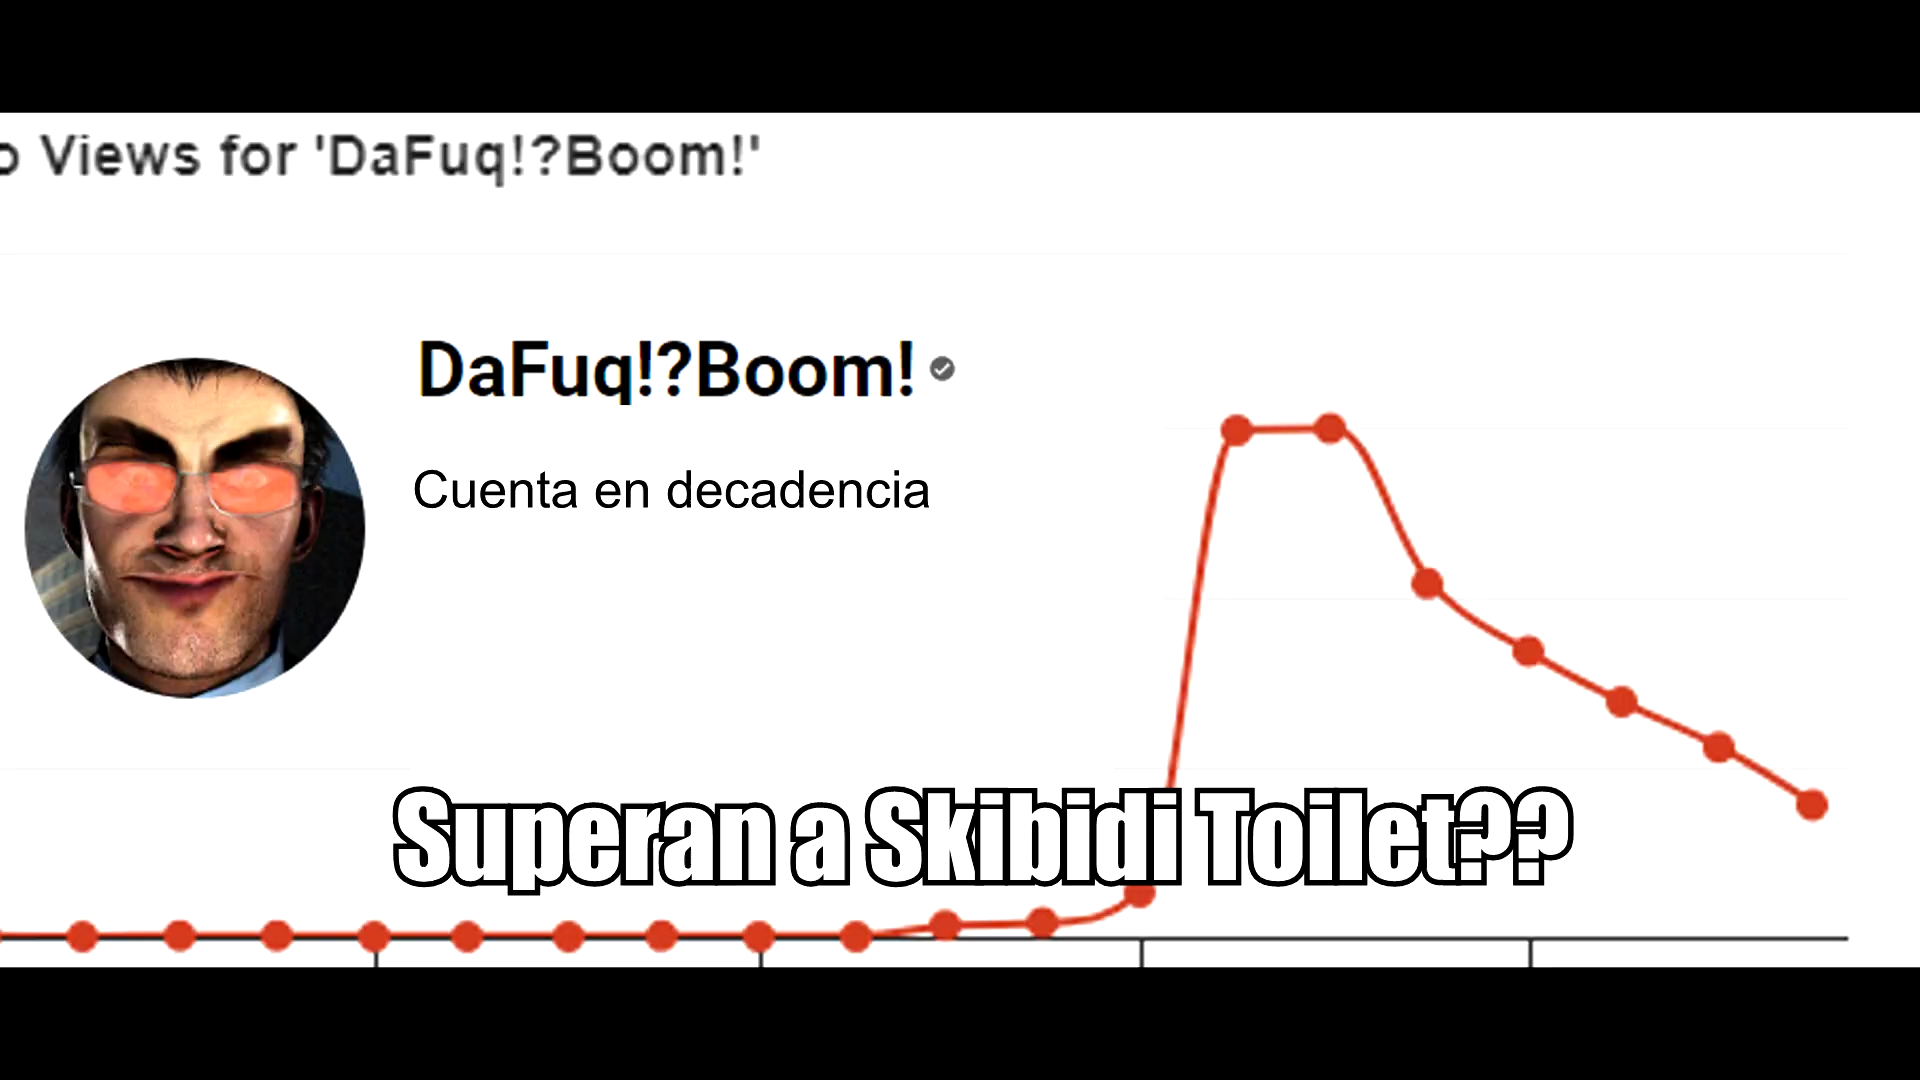 Views for 'DaFuq!?Boom!'
DaFuq!?Boom!
Cuenta en decadencia
Superan a Skibidi Toilet??